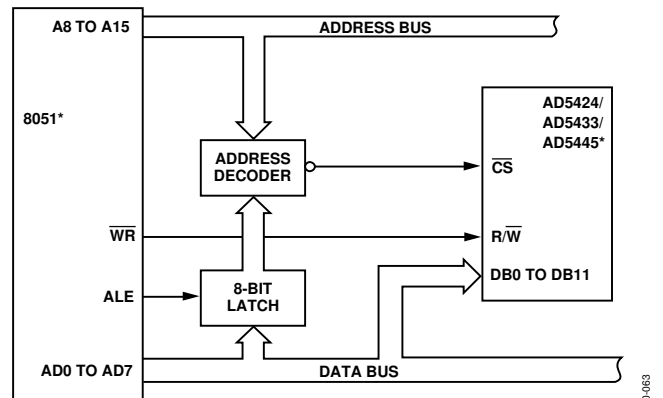 A8 TO A15
ADDRESS BUS
8051*
AD5424/
AD5433/
AD5445*
ADDRESS
DECODER
CS
WR
R/W
DB0 TO DB11
8-BIT
LATCH
ALE
AD0 TO AD7
DATA BUS